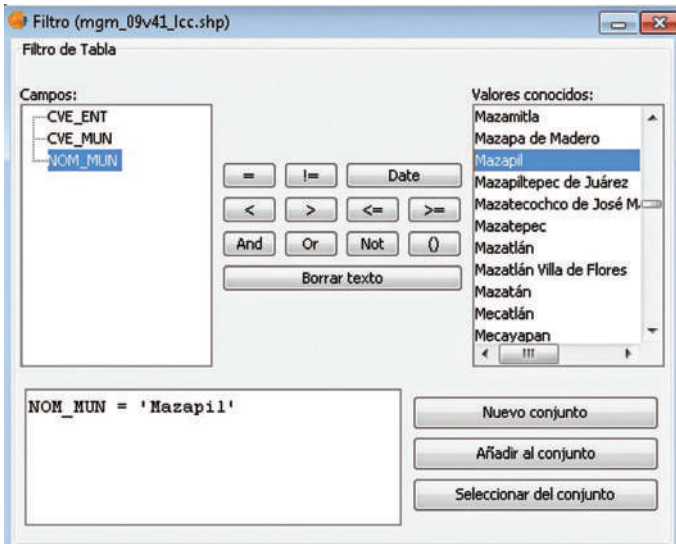 Filtro (mgm_09v41_lcc.shp)
Filtro de Tabla
Campos:
CVE_ENT
CVE_MUN
NOM_MUN
= != Date
< > <= >=
And Or Not ()
Borrar texto
Valores conocidos:
Mazamitla
Mazapa de Madero
Mazapil
Mazapiltepec de Juárez
Mazatecochco de José M
Mazatepec
Mazatlán
Mazatlán Villa de Flores
Mazatán
Mecatlán
Mecayapan
NOM_MUN = 'Mazapil'
Nuevo conjunto
Añadir al conjunto
Seleccionar del conjunto